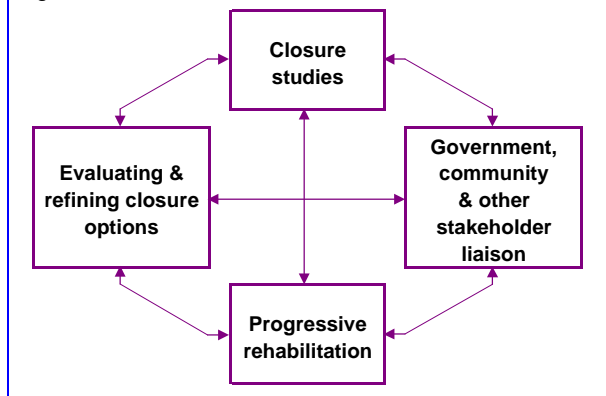 Closure
studies
Evaluating &
refining closure
options
Government,
community
& other
stakeholder
liaison
Progressive
rehabilitation